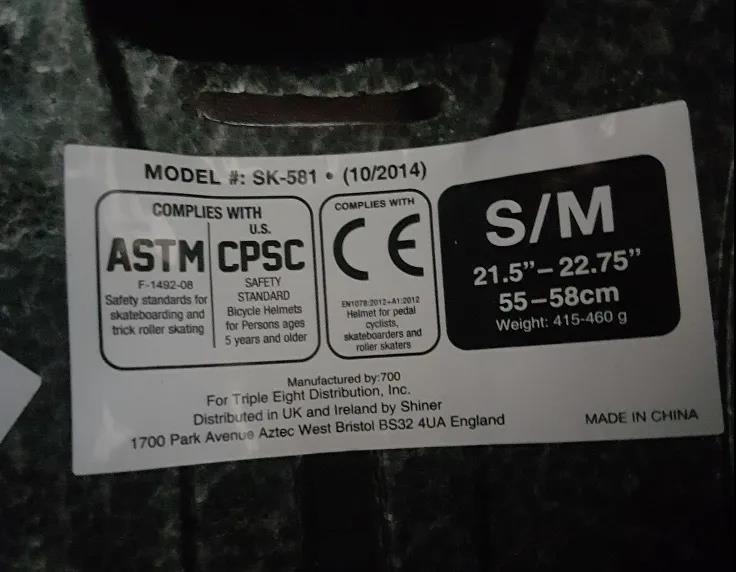 MODEL #: SK-581 • (10/2014)
COMPLIES WITH
ASTM
F-1492-08
Safety standards for
skateboarding and
trick roller skating
U.S.
CPSC
SAFETY
STANDARD
Bicycle Helmets
for Persons ages
5 years and older
COMPLIES WITH
CE
EN1078:2012+A1:2012
Helmet for pedal
cyclists,
skateboarders and
roller skaters
S/M
21.5”–22.75”
55–58cm
Weight: 415-460 g
Manufactured by:700
For Triple Eight Distribution, Inc.
Distributed in UK and Ireland by Shiner
1700 Park Avenue Aztec West Bristol BS32 4UA England
MADE IN CHINA